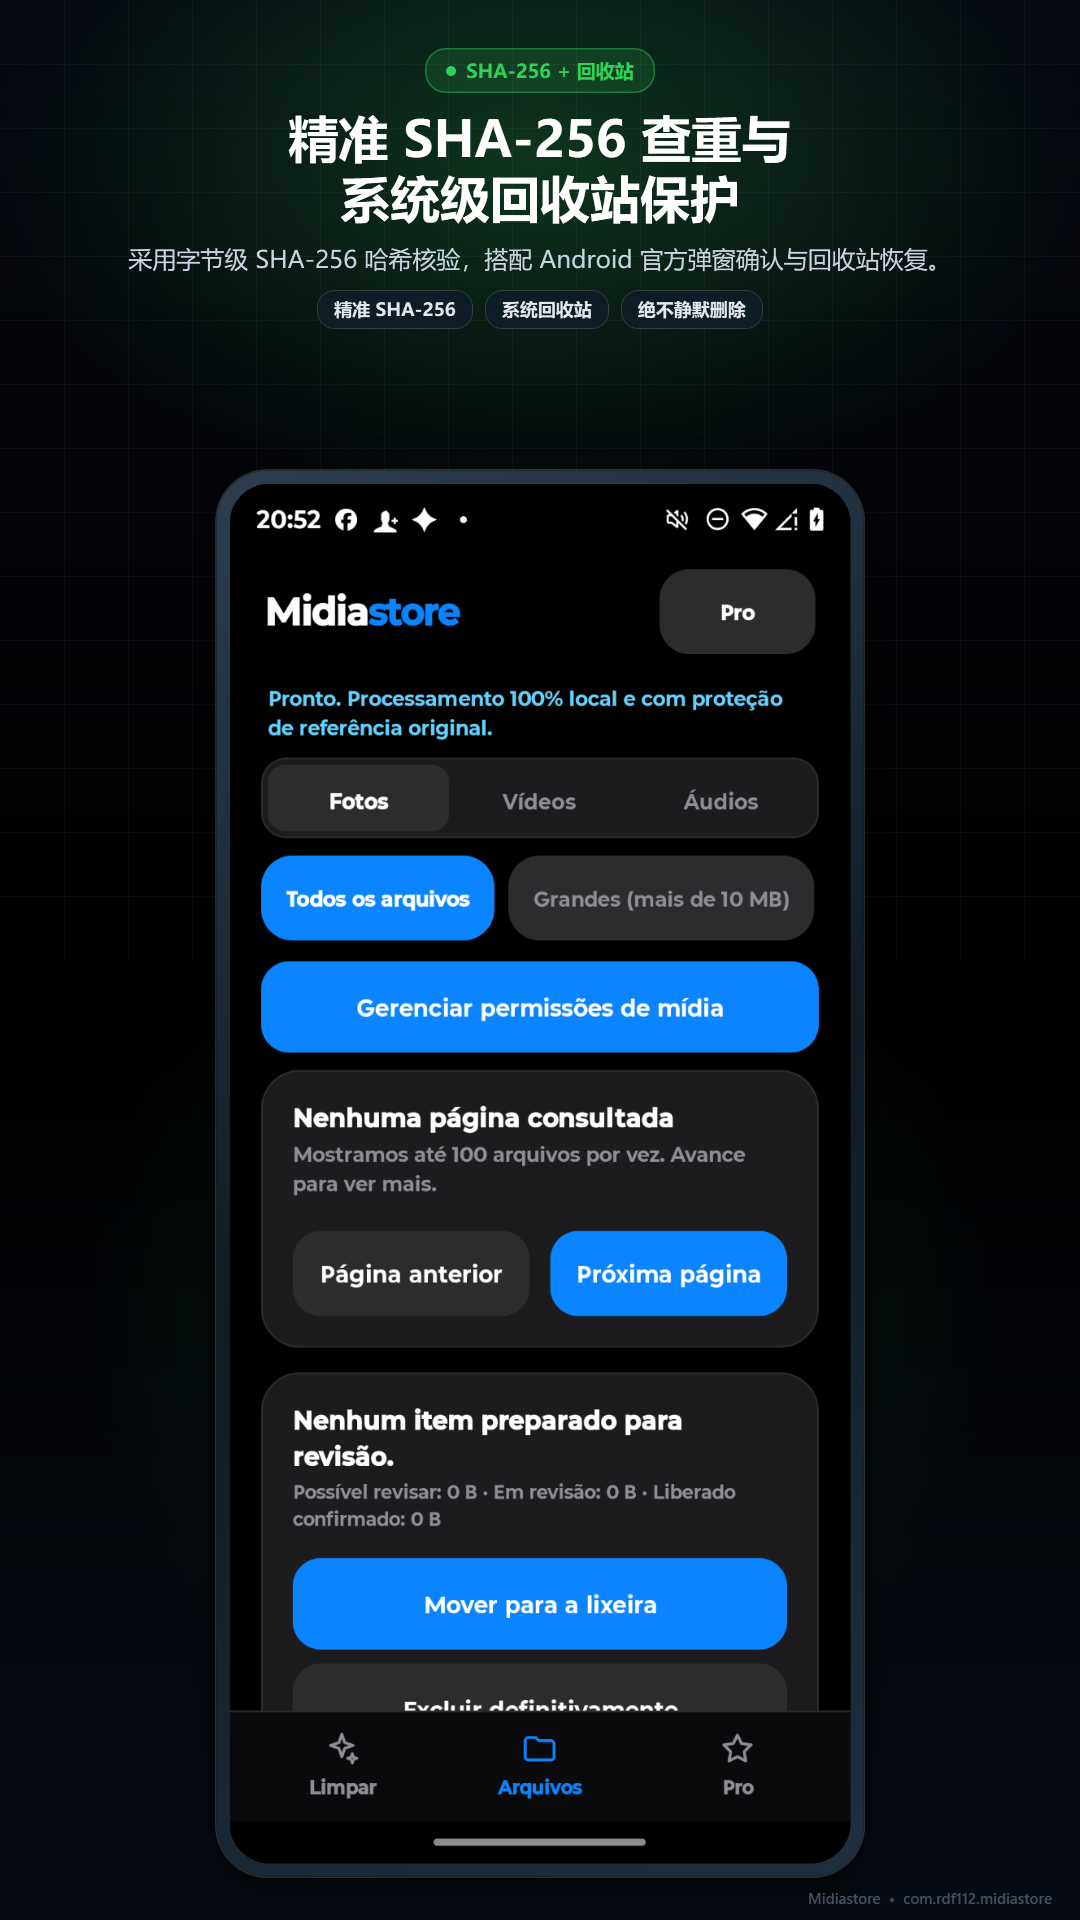 SHA-256 + 回收站
精准 SHA-256 查重与
系统级回收站保护
采用字节级 SHA-256 哈希核验，搭配 Android 官方弹窗确认与回收站恢复。
精准 SHA-256
系统回收站
绝不静默删除
20:52
Midiastore
Pro
Pronto. Processamento 100% local e com proteção
de referência original.
Fotos
Vídeos
Áudios
Todos os arquivos
Grandes (mais de 10 MB)
Gerenciar permissões de mídia
Nenhuma página consultada
Mostramos até 100 arquivos por vez. Avance
para ver mais.
Página anterior
Próxima página
Nenhum item preparado para
revisão.
Possível revisar: 0 B · Em revisão: 0 B · Liberado
confirmado: 0 B
Mover para a lixeira
Excluir definitivamente
Limpar
Arquivos
Pro
Midiastore • com.rdf112.midiastore